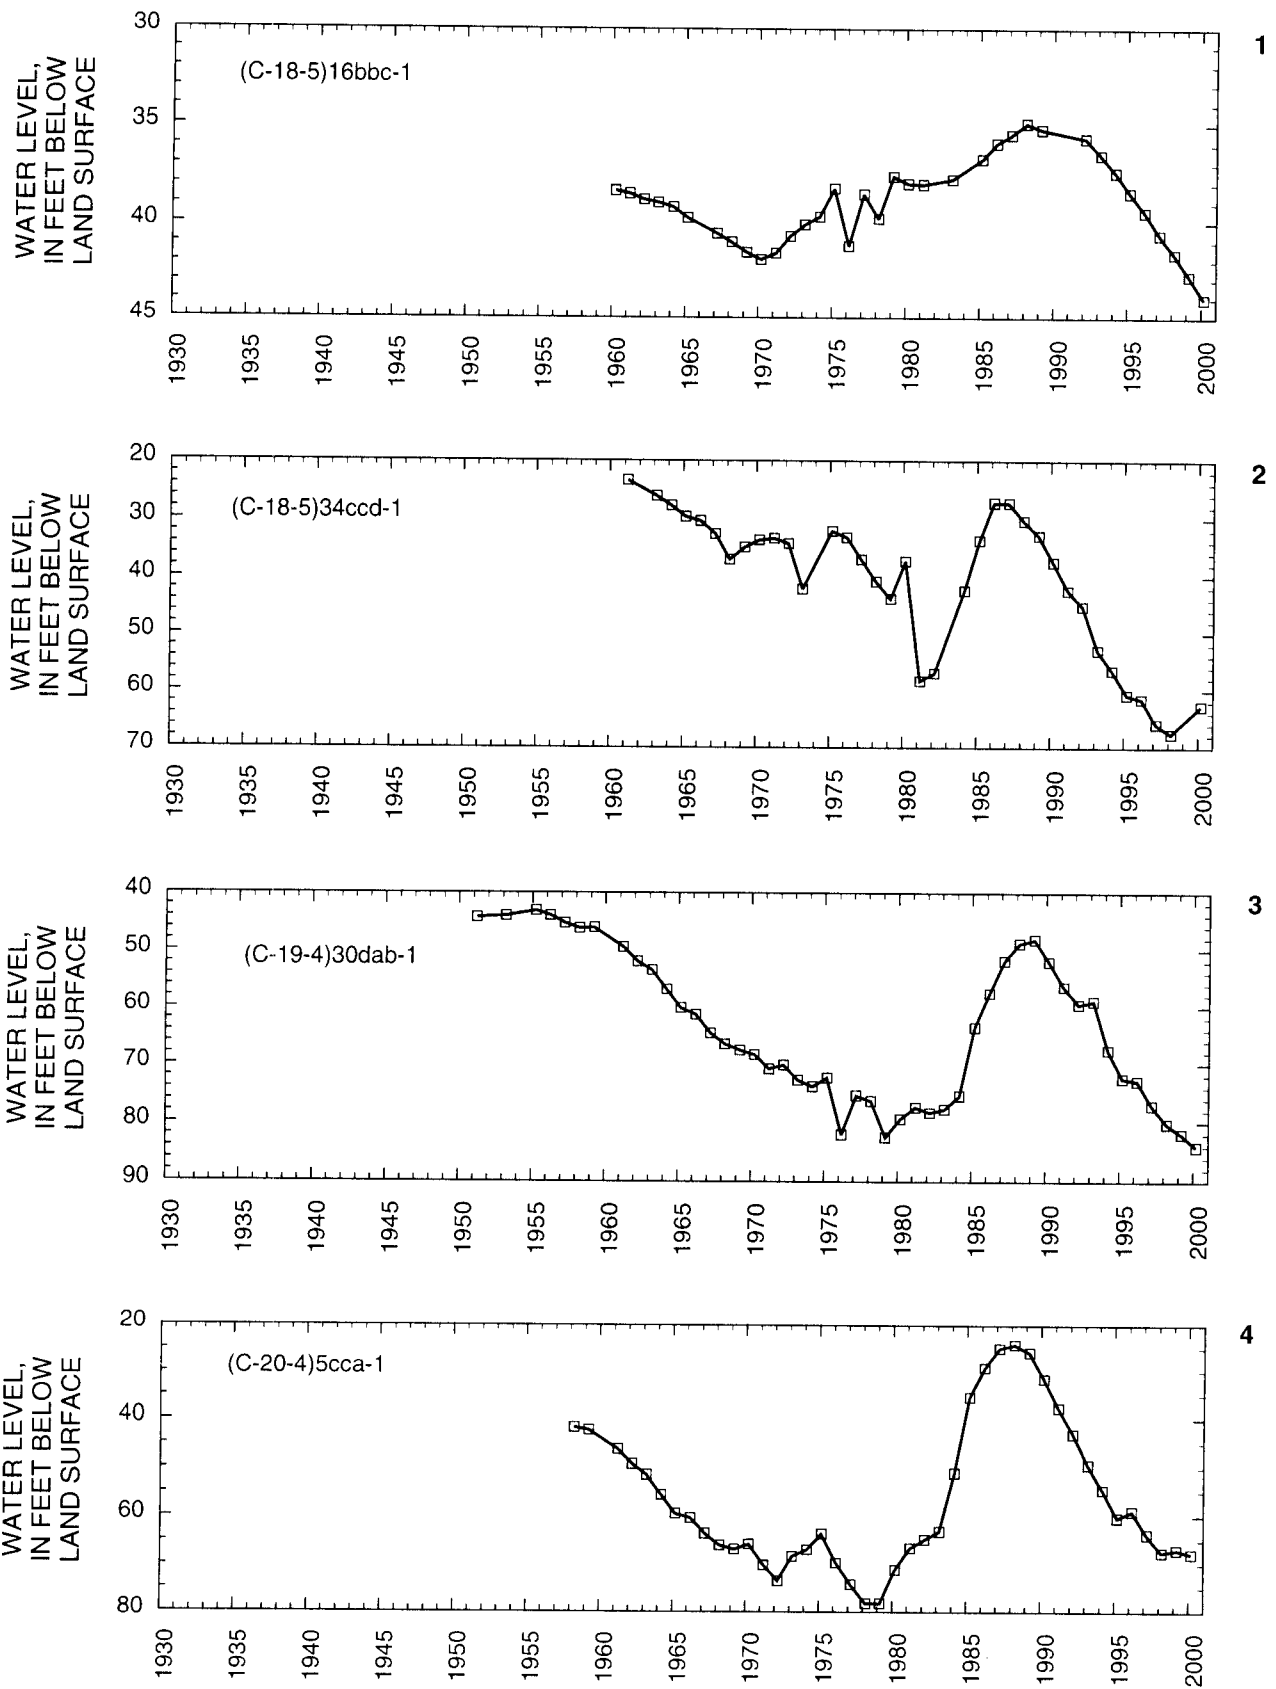 1
(C-18-5)16bbc-1
WATER LEVEL,
IN FEET BELOW
LAND SURFACE
30
35
40
45
1930 1935 1940 1945 1950 1955 1960 1965 1970 1975 1980 1985 1990 1995 2000
2
(C-18-5)34ccd-1
WATER LEVEL,
IN FEET BELOW
LAND SURFACE
20
30
40
50
60
70
1930 1935 1940 1945 1950 1955 1960 1965 1970 1975 1980 1985 1990 1995 2000
3
(C-19-4)30dab-1
WATER LEVEL,
IN FEET BELOW
LAND SURFACE
40
50
60
70
80
90
1930 1935 1940 1945 1950 1955 1960 1965 1970 1975 1980 1985 1990 1995 2000
4
(C-20-4)5cca-1
WATER LEVEL,
IN FEET BELOW
LAND SURFACE
20
40
60
80
1930 1935 1940 1945 1950 1955 1960 1965 1970 1975 1980 1985 1990 1995 2000